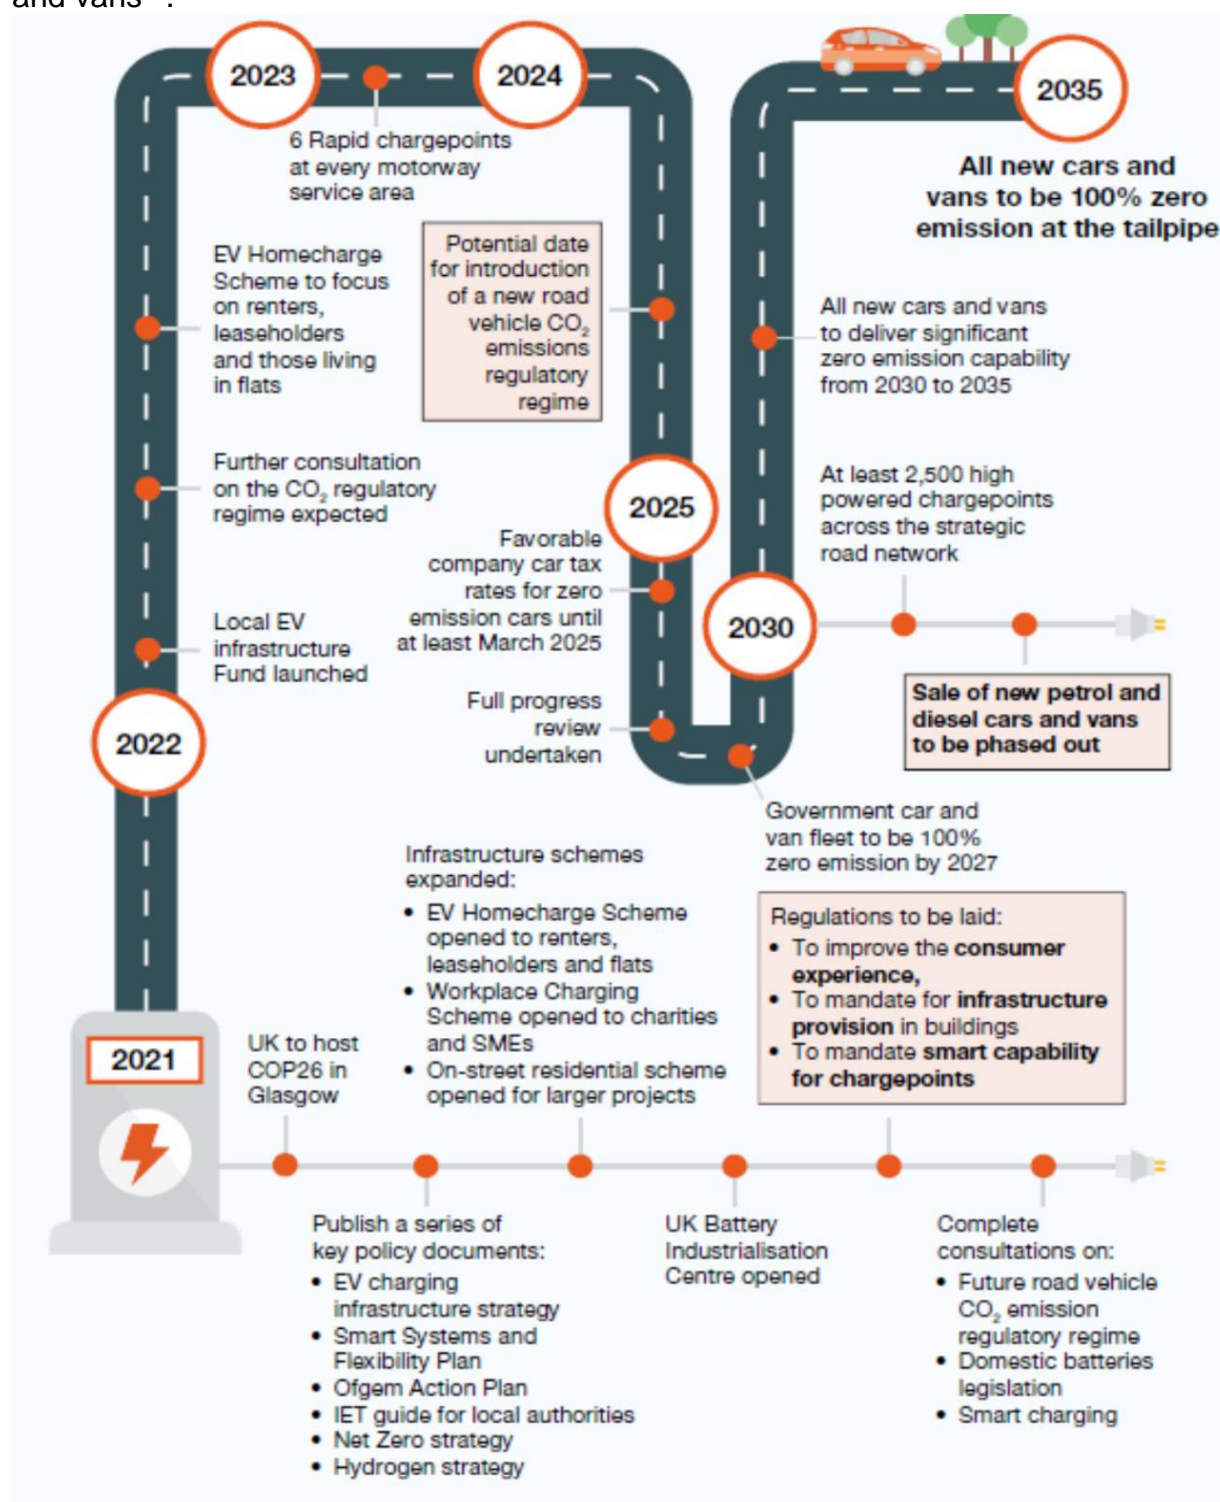 and vans
2023
2024
2035
6 Rapid chargepoints
at every motorway
service area
All new cars and
vans to be 100% zero
emission at the tailpipe
EV Homecharge
Scheme to focus
on renters,
leaseholders
and those living
in flats
Potential date
for introduction
of a new road
vehicle CO₂
emissions
regulatory
regime
All new cars and vans
to deliver significant
zero emission capability
from 2030 to 2035
Further consultation
on the CO₂ regulatory
regime expected
At least 2,500 high
powered chargepoints
across the strategic
road network
2025
Favorable
company car tax
rates for zero
emission cars until
at least March 2025
2030
Local EV
infrastructure
Fund launched
Sale of new petrol and
diesel cars and vans
to be phased out
Full progress
review
undertaken
2022
Government car and
van fleet to be 100%
zero emission by 2027
Infrastructure schemes
expanded:
• EV Homecharge Scheme
opened to renters,
leaseholders and flats
• Workplace Charging
Scheme opened to charities
and SMEs
• On-street residential scheme
opened for larger projects
Regulations to be laid:
• To improve the consumer
experience,
• To mandate for infrastructure
provision in buildings
• To mandate smart capability
for chargepoints
2021
UK to host
COP26 in
Glasgow
Publish a series of
key policy documents:
• EV charging
infrastructure strategy
• Smart Systems and
Flexibility Plan
• Ofgem Action Plan
• IET guide for local authorities
• Net Zero strategy
• Hydrogen strategy
UK Battery
Industrialisation
Centre opened
Complete
consultations on:
• Future road vehicle
CO₂ emission
regulatory regime
• Domestic batteries
legislation
• Smart charging